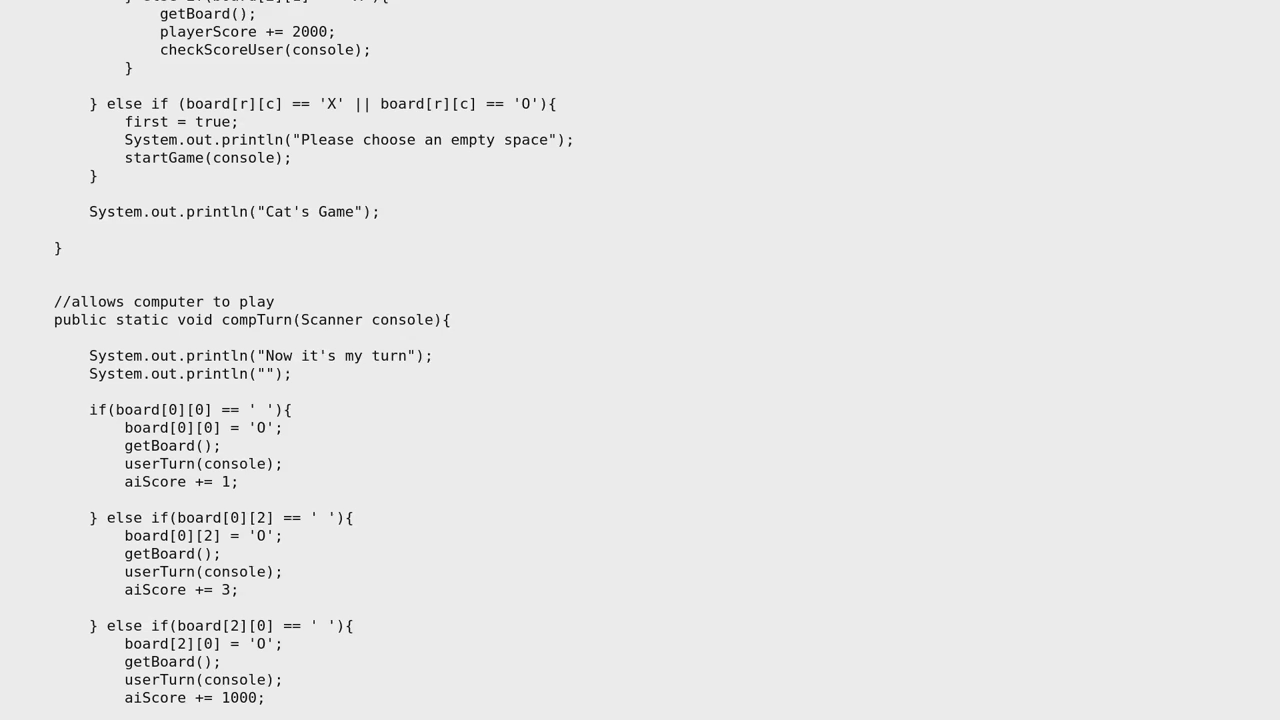 getBoard();
playerScore += 2000;
checkScoreUser(console);
}
} else if (board[r][c] == 'X' || board[r][c] == 'O'){
first = true;
System.out.println("Please choose an empty space");
startGame(console);
}
System.out.println("Cat's Game");
}
//allows computer to play
public static void compTurn(Scanner console){
System.out.println("Now it's my turn");
System.out.println("");
if(board[0][0] == ' '){
board[0][0] = 'O';
getBoard();
userTurn(console);
aiScore += 1;
} else if(board[0][2] == ' '){
board[0][2] = 'O';
getBoard();
userTurn(console);
aiScore += 3;
} else if(board[2][0] == ' '){
board[2][0] = 'O';
getBoard();
userTurn(console);
aiScore += 1000;